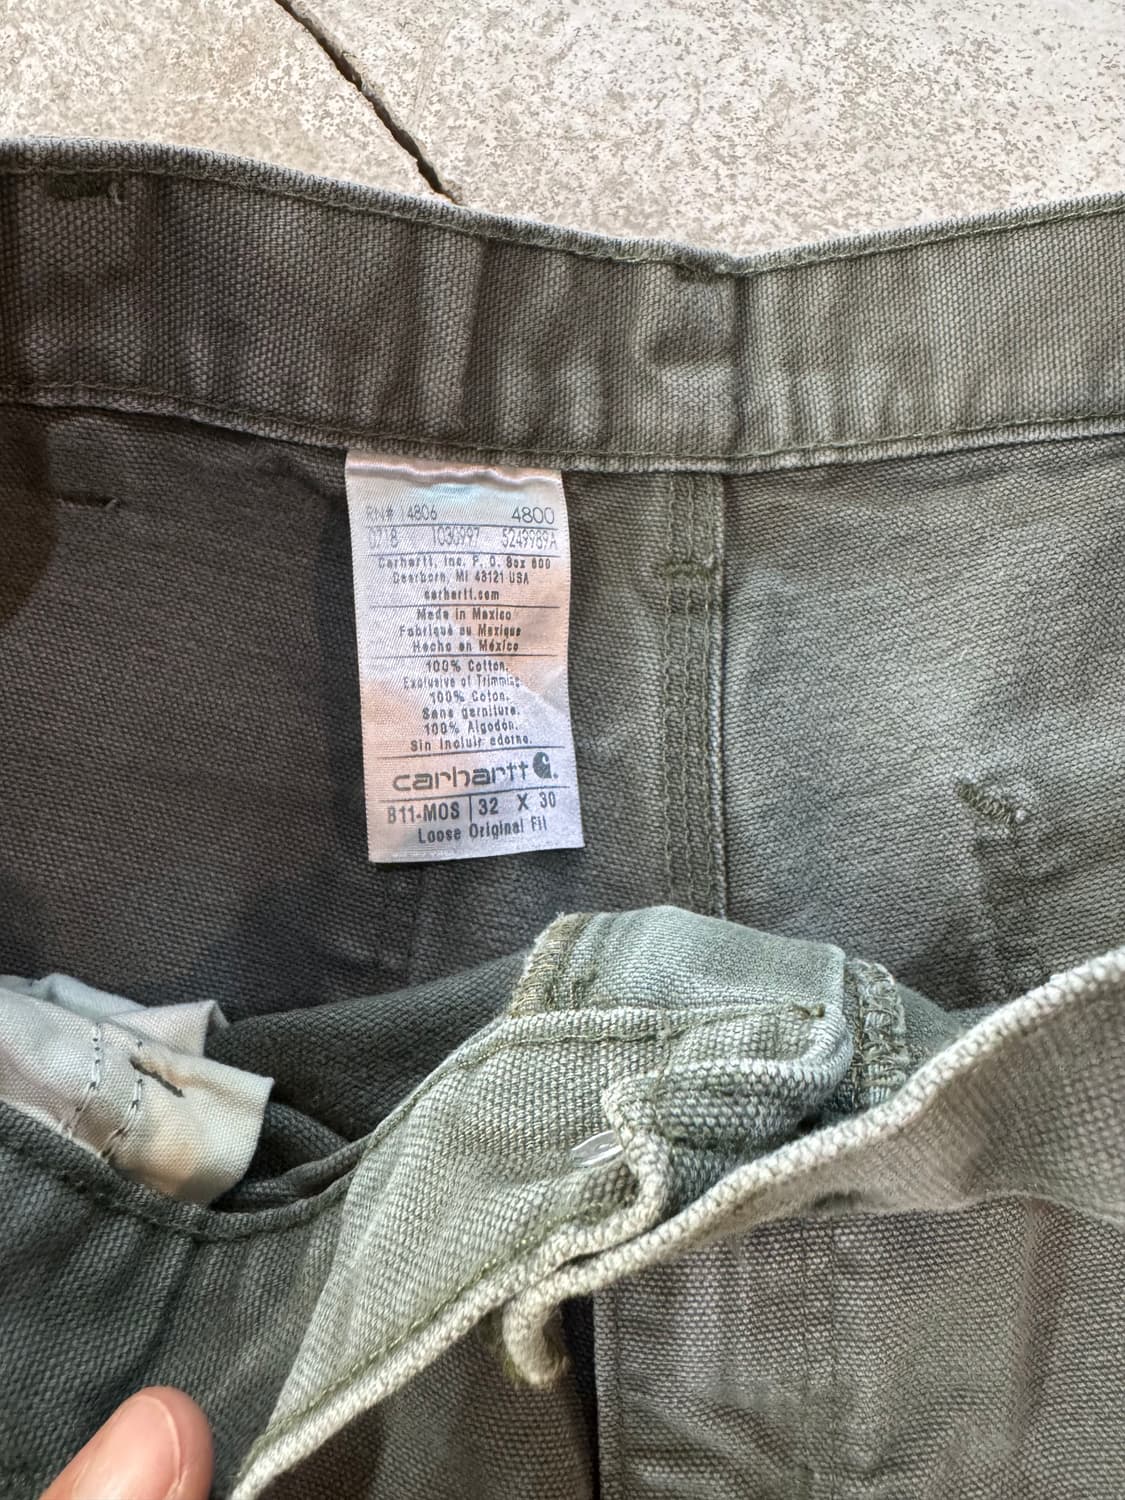 RN# 14806 4800
0718 1030997 5249989A
Carhartt, Inc. P. O. Box 600
Dearborn, MI 48121 USA
carhartt.com
Made in Mexico
Fabriqué au Mexique
Hecho en México
100% Cotton.
Exclusive of Trimming
100% Coton.
Sans garniture.
100% Algodón.
Sin incluir adorno.
carhartt
B11-MOS | 32 X 30
Loose Original Fit